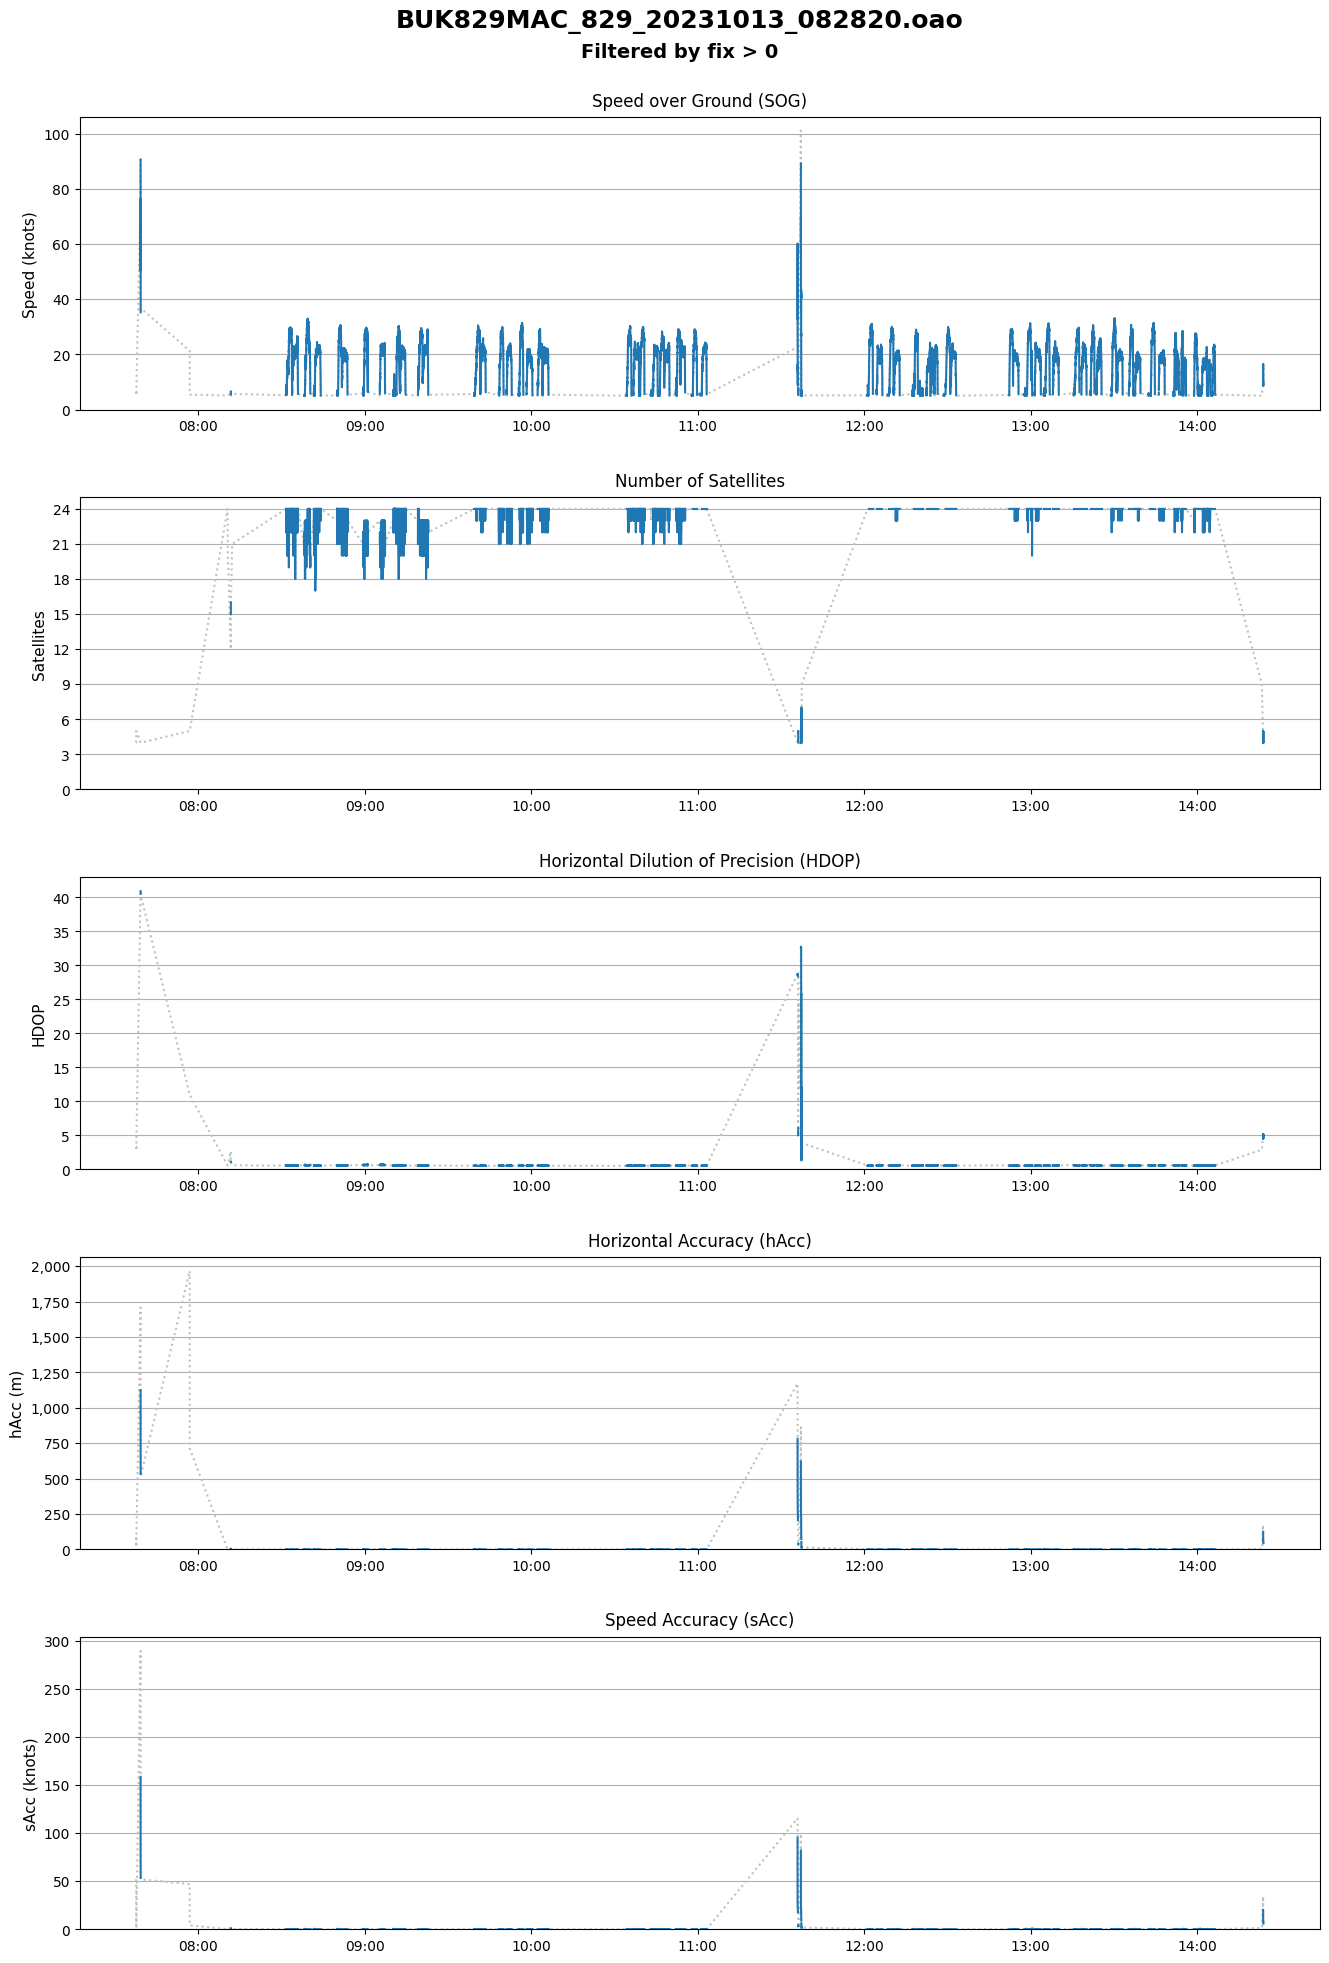 BUK829MAC_829_20231013_082820.oao
Filtered by fix > 0
Speed over Ground (SOG)
Speed (knots)
100
80
60
40
20
0
08:00 09:00 10:00 11:00 12:00 13:00 14:00
Number of Satellites
Satellites
24
21
18
15
12
9
6
3
0
08:00 09:00 10:00 11:00 12:00 13:00 14:00
Horizontal Dilution of Precision (HDOP)
HDOP
40
35
30
25
20
15
10
5
0
08:00 09:00 10:00 11:00 12:00 13:00 14:00
Horizontal Accuracy (hAcc)
hAcc (m)
2,000
1,750
1,500
1,250
1,000
750
500
250
0
08:00 09:00 10:00 11:00 12:00 13:00 14:00
Speed Accuracy (sAcc)
sAcc (knots)
300
250
200
150
100
50
0
08:00 09:00 10:00 11:00 12:00 13:00 14:00